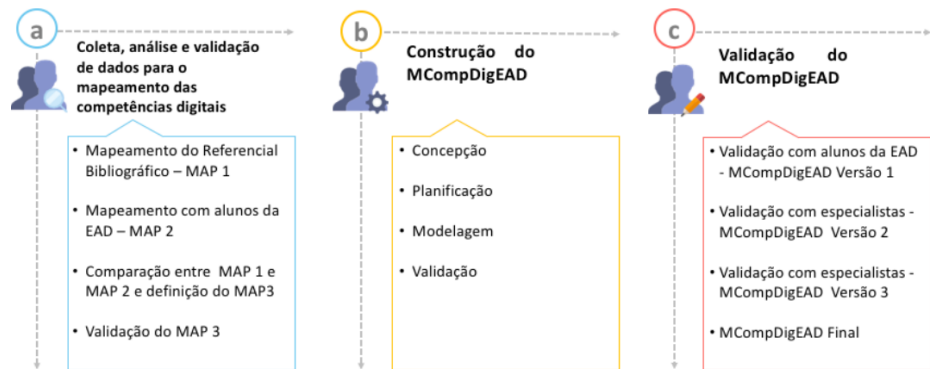 a
Coleta, análise e validação
de dados para o
mapeamento das
competências digitais
• Mapeamento do Referencial
Bibliográfico – MAP 1
• Mapeamento com alunos da
EAD – MAP 2
• Comparação entre MAP 1 e
MAP 2 e definição do MAP3
• Validação do MAP 3
b
Construção do
MCompDigEAD
• Concepção
• Planificação
• Modelagem
• Validação
c
Validação do
MCompDigEAD
• Validação com alunos da EAD
- MCompDigEAD Versão 1
• Validação com especialistas -
MCompDigEAD Versão 2
• Validação com especialistas -
MCompDigEAD Versão 3
• MCompDigEAD Final